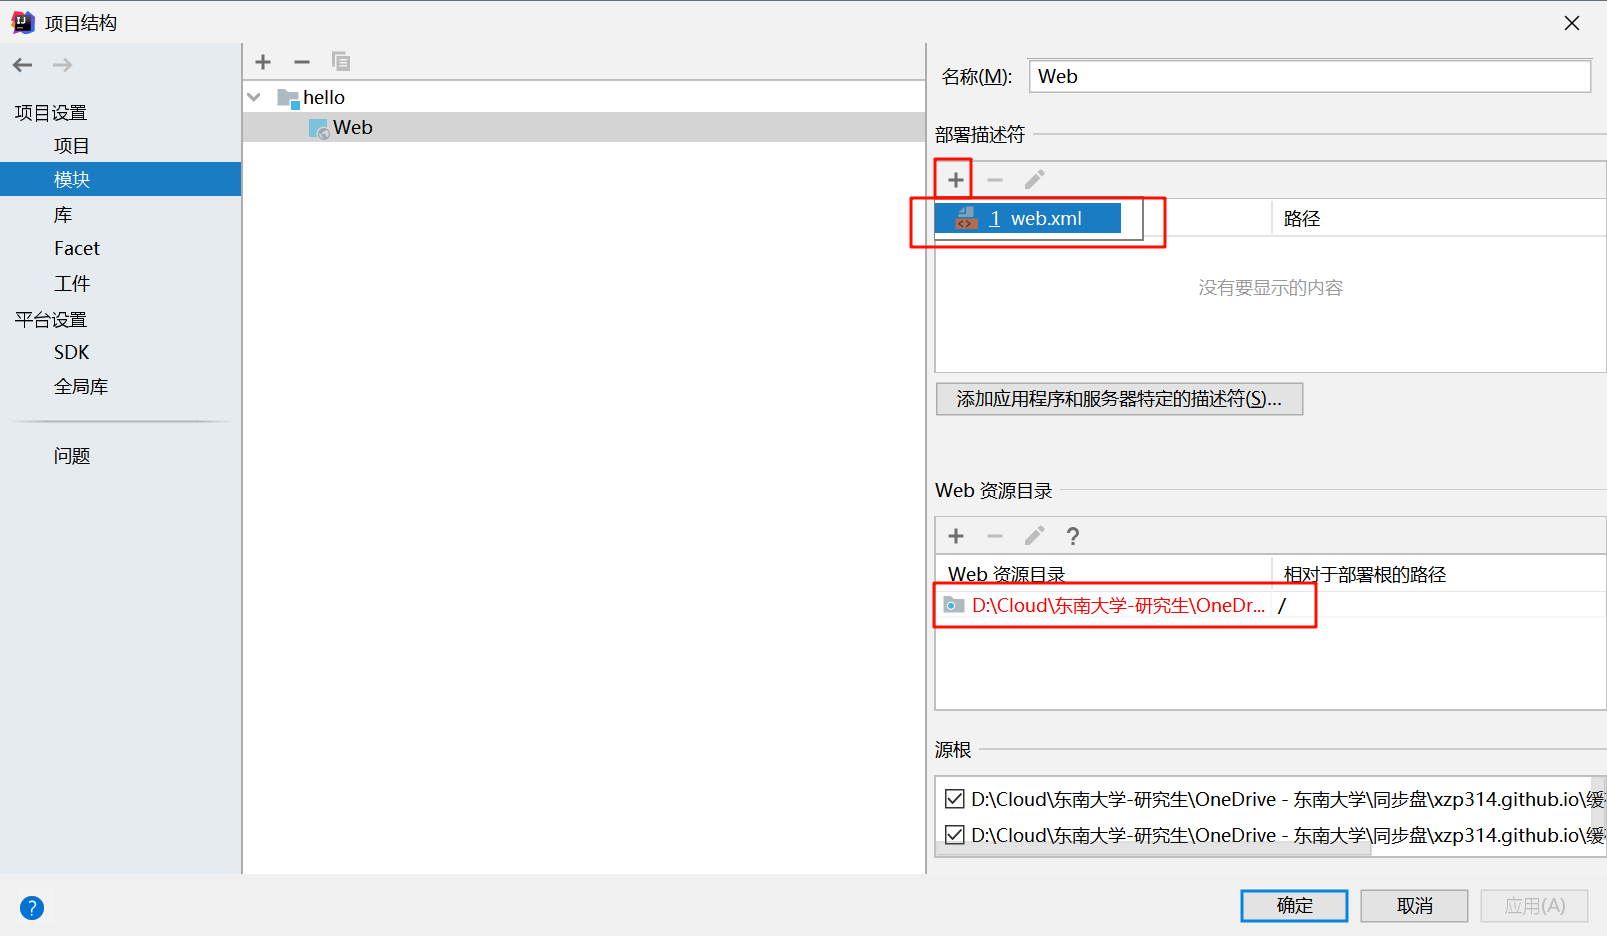 项目结构
项目设置
项目
模块
库
Facet
工件
平台设置
SDK
全局库
问题
hello
Web
名称(M):
Web
部署描述符
1 web.xml
路径
没有要显示的内容
添加应用程序和服务器特定的描述符(S)...
Web 资源目录
?
Web 资源目录
相对于部署根的路径
D:\Cloud\东南大学-研究生\OneDr...
/
源根
D:\Cloud\东南大学-研究生\OneDrive - 东南大学\同步盘\xzp314.github.io\缓
D:\Cloud\东南大学-研究生\OneDrive - 东南大学\同步盘\xzp314.github.io\缓
?
确定
取消
应用(A)